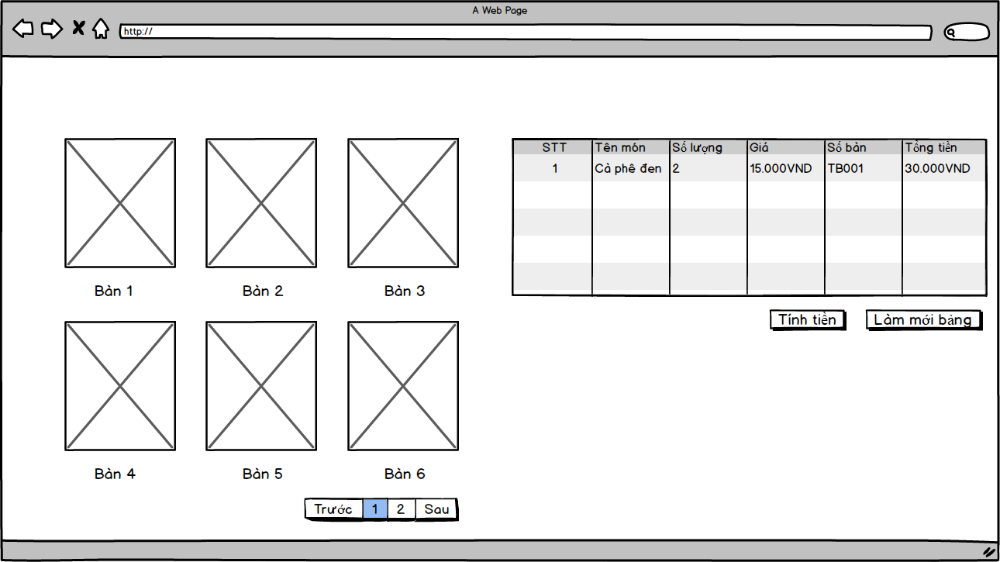 A Web Page
http://
Bàn 1
Bàn 2
Bàn 3
Bàn 4
Bàn 5
Bàn 6
Trước 1 2 Sau
STT Tên món Số lượng Giá Số bàn Tổng tiền
1 Cà phê đen 2 15.000VND TB001 30.000VND
Tính tiền
Làm mới bảng